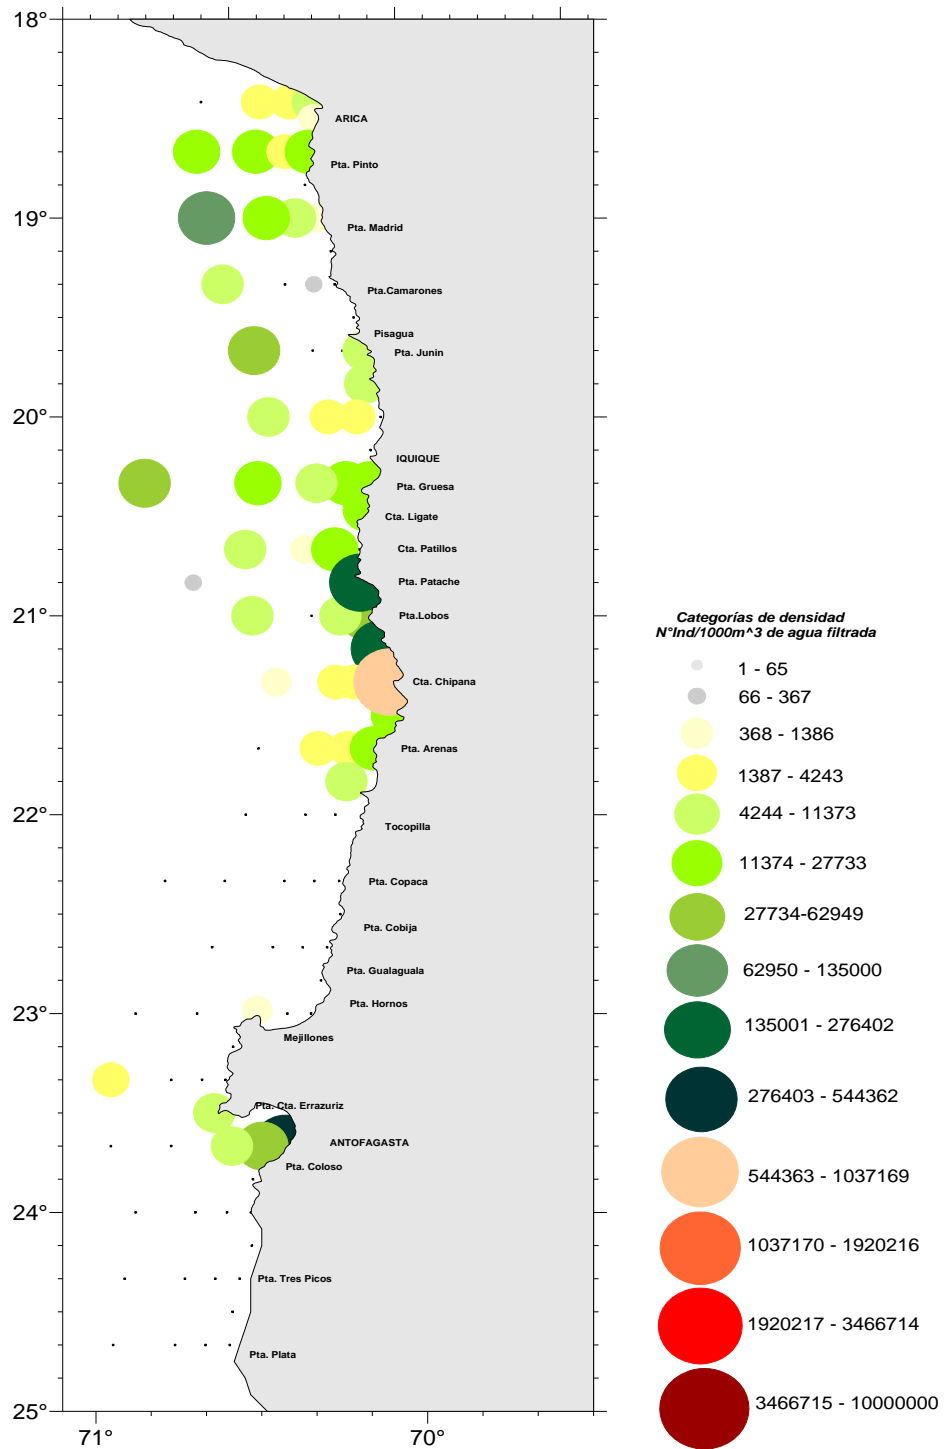 18°
19°
20°
21°
22°
23°
24°
25°
71°
70°
ARICA
Pta. Pinto
Pta. Madrid
Pta.Camarones
Pisagua
Pta. Junin
IQUIQUE
Pta. Gruesa
Cta. Ligate
Cta. Patillos
Pta. Patache
Pta.Lobos
Cta. Chipana
Pta. Arenas
Tocopilla
Pta. Copaca
Pta. Cobija
Pta. Gualaguala
Pta. Hornos
Mejillones
Pta. Cta. Errazuriz
ANTOFAGASTA
Pta. Coloso
Pta. Tres Picos
Pta. Plata
Categorías de densidad
N°Ind/1000m^3 de agua filtrada
1 - 65
66 - 367
368 - 1386
1387 - 4243
4244 - 11373
11374 - 27733
27734-62949
62950 - 135000
135001 - 276402
276403 - 544362
544363 - 1037169
1037170 - 1920216
1920217 - 3466714
3466715 - 10000000